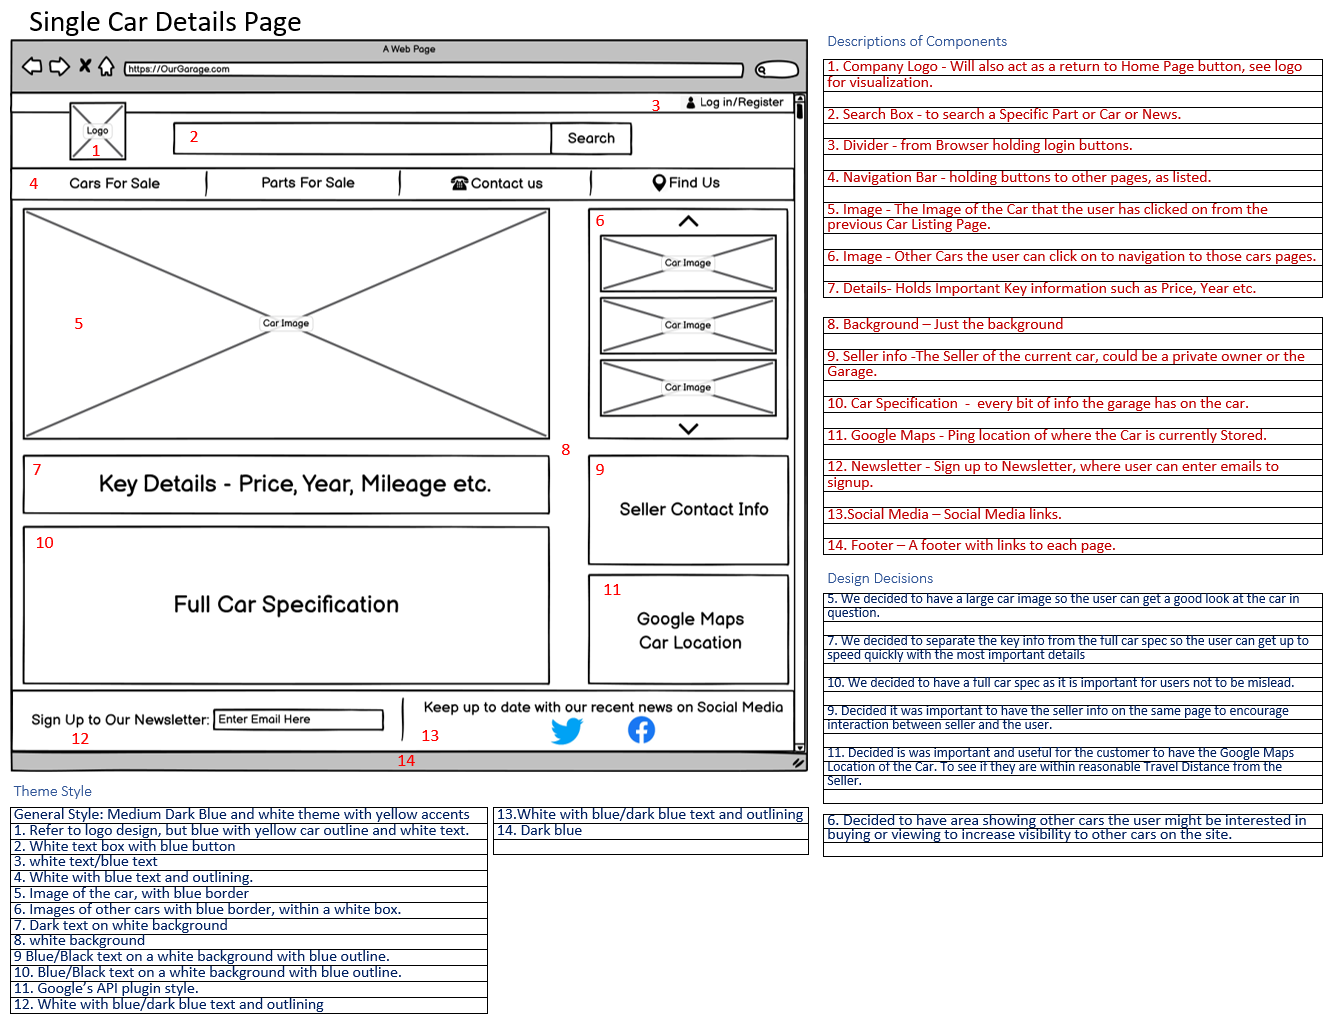 Single Car Details Page
A Web Page
https://OurGarage.com
3
Log in/Register
Logo
1
2
Search
4
Cars For Sale
Parts For Sale
Contact us
Find Us
5
Car Image
6
Car Image
Car Image
Car Image
8
7
Key Details - Price, Year, Mileage etc.
9
Seller Contact Info
10
Full Car Specification
11
Google Maps
Car Location
Sign Up to Our Newsletter:
Enter Email Here
12
Keep up to date with our recent news on Social Media
13
14
Descriptions of Components
1. Company Logo - Will also act as a return to Home Page button, see logo
for visualization.
2. Search Box - to search a Specific Part or Car or News.
3. Divider - from Browser holding login buttons.
4. Navigation Bar - holding buttons to other pages, as listed.
5. Image - The Image of the Car that the user has clicked on from the
previous Car Listing Page.
6. Image - Other Cars the user can click on to navigation to those cars pages.
7. Details- Holds Important Key information such as Price, Year etc.
8. Background – Just the background
9. Seller info -The Seller of the current car, could be a private owner or the
Garage.
10. Car Specification  -  every bit of info the garage has on the car.
11. Google Maps - Ping location of where the Car is currently Stored.
12. Newsletter - Sign up to Newsletter, where user can enter emails to
signup.
13.Social Media – Social Media links.
14. Footer – A footer with links to each page.
Design Decisions
5. We decided to have a large car image so the user can get a good look at the car in
question.
7. We decided to separate the key info from the full car spec so the user can get up to
speed quickly with the most important details
10. We decided to have a full car spec as it is important for users not to be mislead.
9. Decided it was important to have the seller info on the same page to encourage
interaction between seller and the user.
11. Decided is was important and useful for the customer to have the Google Maps
Location of the Car. To see if they are within reasonable Travel Distance from the
Seller.
6. Decided to have area showing other cars the user might be interested in
buying or viewing to increase visibility to other cars on the site.
Theme Style
General Style: Medium Dark Blue and white theme with yellow accents
1. Refer to logo design, but blue with yellow car outline and white text.
2. White text box with blue button
3. white text/blue text
4. White with blue text and outlining.
5. Image of the car, with blue border
6. Images of other cars with blue border, within a white box.
7. Dark text on white background
8. white background
9 Blue/Black text on a white background with blue outline.
10. Blue/Black text on a white background with blue outline.
11. Google’s API plugin style.
12. White with blue/dark blue text and outlining
13.White with blue/dark blue text and outlining
14. Dark blue